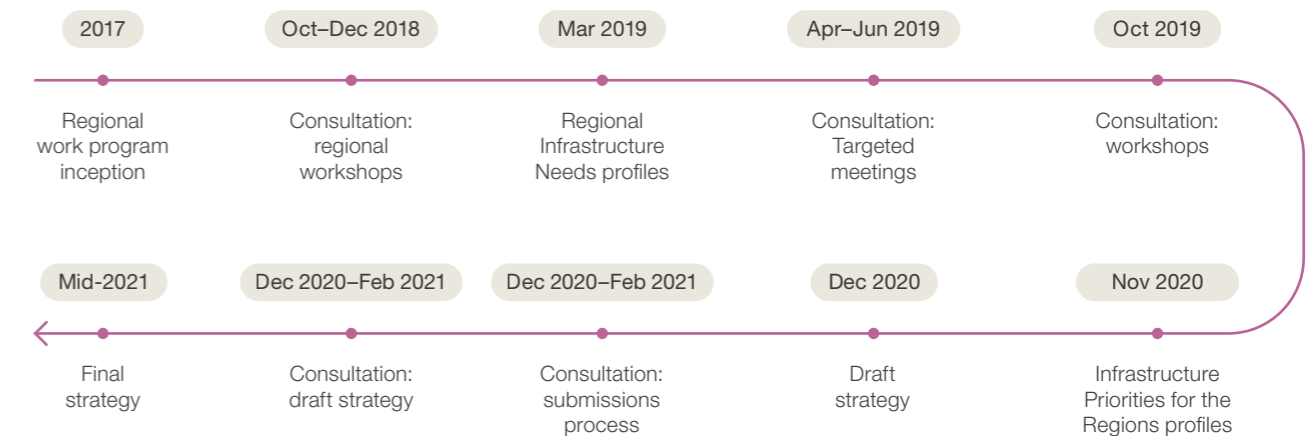 2017
Oct–Dec 2018
Mar 2019
Apr–Jun 2019
Oct 2019
Regional
work program
inception
Consultation:
regional
workshops
Regional
Infrastructure
Needs profiles
Consultation:
Targeted
meetings
Consultation:
workshops
Nov 2020
Dec 2020
Dec 2020–Feb 2021
Dec 2020–Feb 2021
Mid-2021
Infrastructure
Priorities for the
Regions profiles
Draft
strategy
Consultation:
submissions
process
Consultation:
draft strategy
Final
strategy